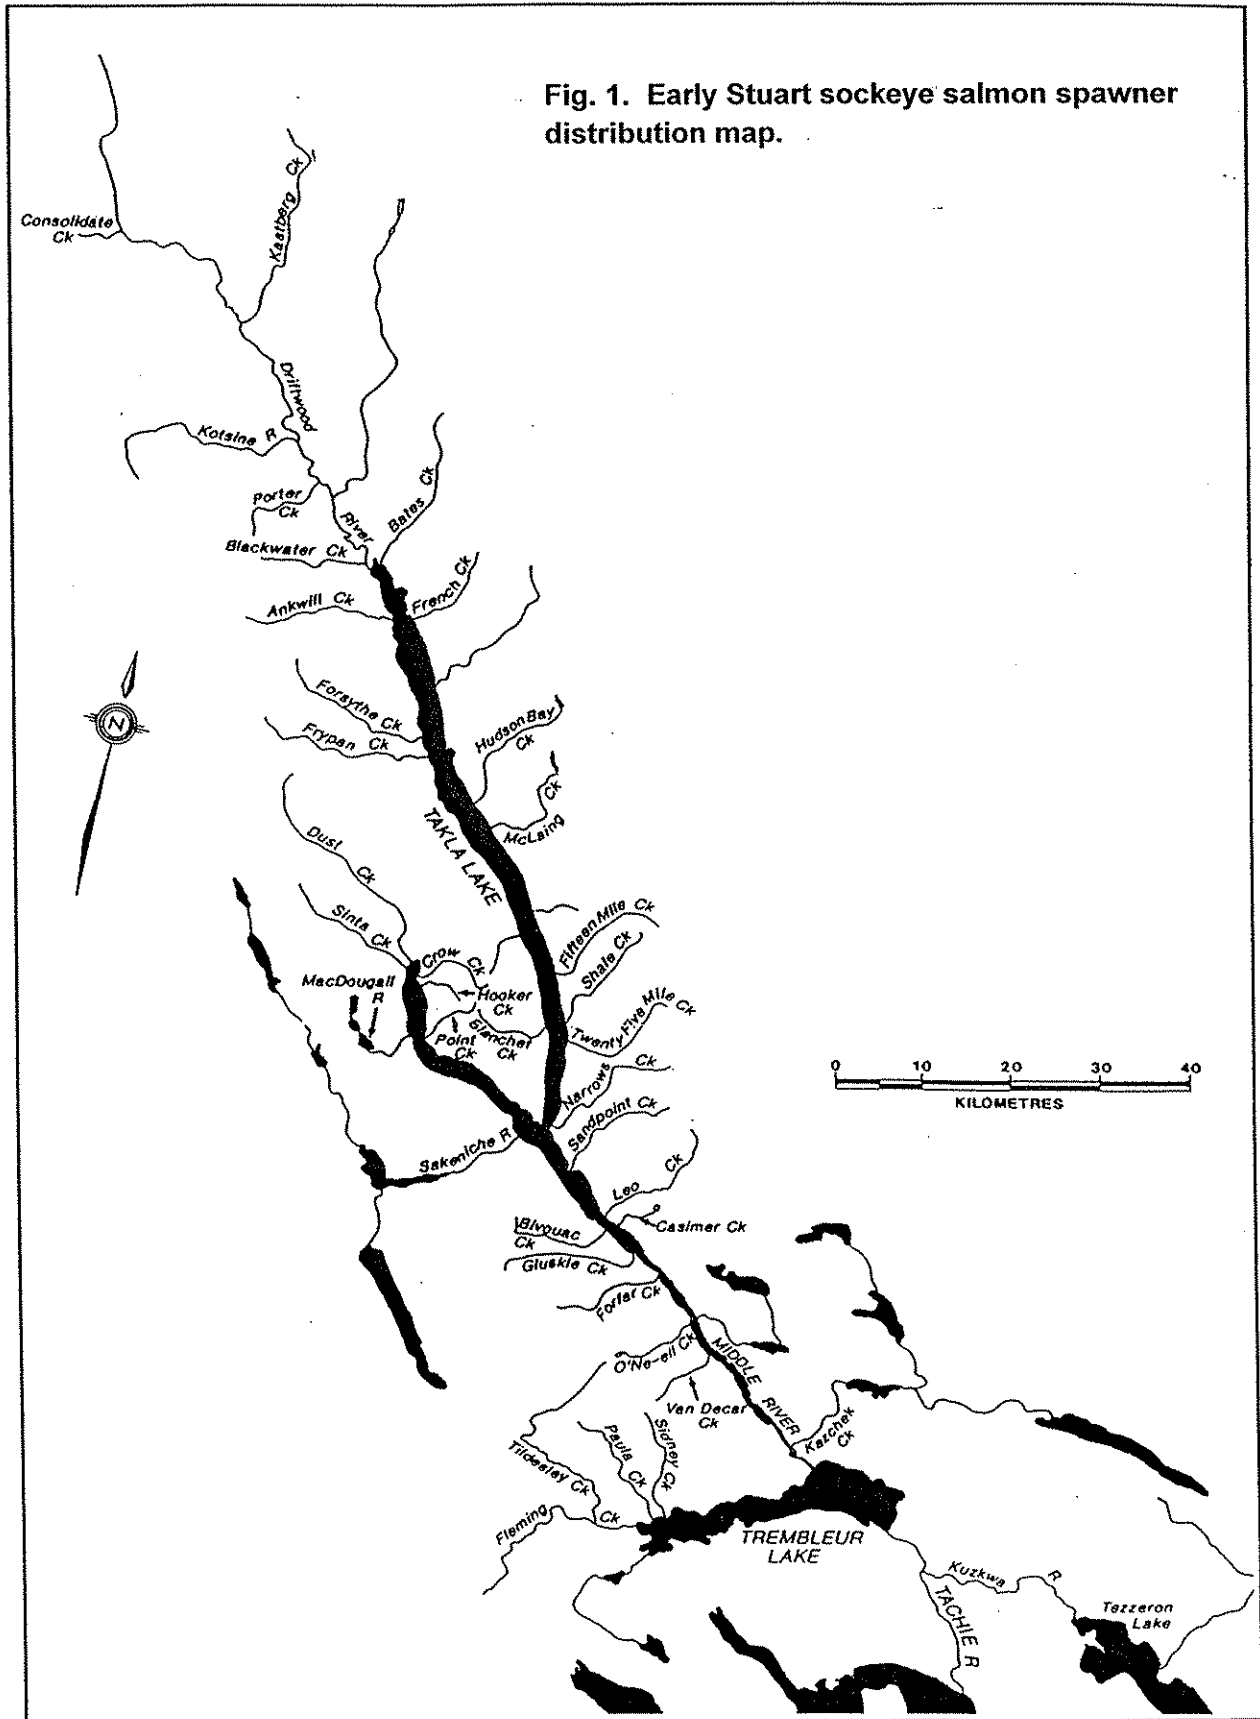 Fig. 1. Early Stuart sockeye salmon spawner
distribution map.
Consolidate
Ck
Kastberg Ck
Driftwood
River
Kotsine R
Porter
Ck
Bates Ck
Blackwater Ck
French Ck
Ankwill Ck
Forsythe Ck
Frypan Ck
Hudson Bay
Ck
McLaing
Ck
TAKLA LAKE
N
Dust
Ck
Sinta Ck
Crow Ck
Fifteen Mile Ck
Shale Ck
MacDougall
R
Hooker
Ck
Point
Ck
Blanchet
Ck
Twenty Five Mile Ck
Narrows Ck
Sandpoint Ck
0 10 20 30 40
KILOMETRES
Sakeniche R
Leo Ck
Casimer Ck
Bivouac
Ck
Gluskie Ck
Forfar Ck
O'Ne-ell Ck
MIDDLE RIVER
Van Decar
Ck
Kazchek
Ck
Paula Ck
Sidney Ck
Tildesley Ck
Fleming Ck
TREMBLEUR
LAKE
Kuzkwa R
TACHIE R
Tezzeron
Lake